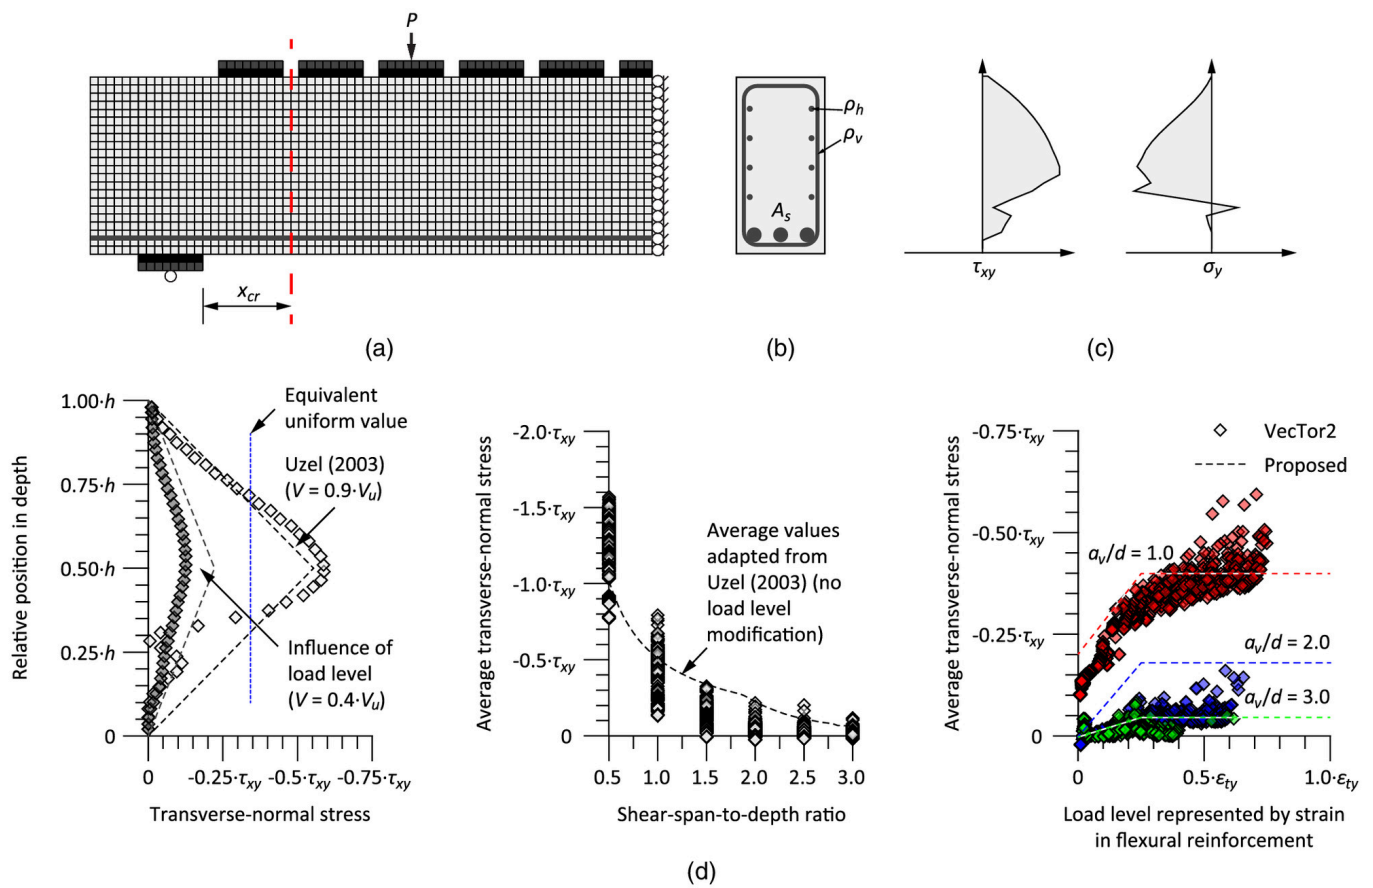 P
x_cr
(a)
ρ_h
ρ_v
A_s
(b)
τ_xy
σ_y
(c)
Relative position in depth
1.00·h
0.75·h
0.50·h
0.25·h
0
0
-0.25·τ_xy
-0.5·τ_xy
-0.75·τ_xy
Transverse-normal stress
Equivalent
uniform value
Uzel (2003)
(V = 0.9·V_u)
Influence of
load level
(V = 0.4·V_u)
Average transverse-normal stress
-2.0·τ_xy
-1.5·τ_xy
-1.0·τ_xy
-0.5·τ_xy
0
0.5
1.0
1.5
2.0
2.5
3.0
Shear-span-to-depth ratio
Average values
adapted from
Uzel (2003) (no
load level
modification)
Average transverse-normal stress
-0.75·τ_xy
-0.50·τ_xy
-0.25·τ_xy
0
0
0.5·ε_ty
1.0·ε_ty
Load level represented by strain
in flexural reinforcement
VecTor2
Proposed
a_v/d = 1.0
a_v/d = 2.0
a_v/d = 3.0
(d)